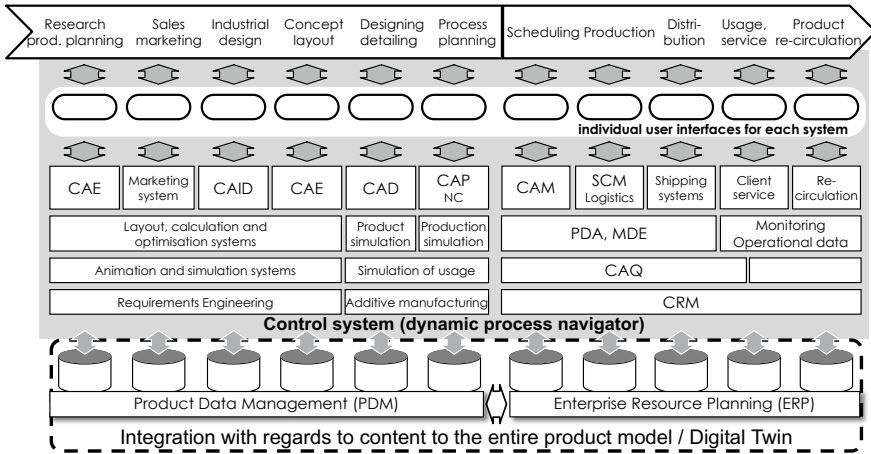 Research
prod. planning
Sales
marketing
Industrial
design
Concept
layout
Designing
detailing
Process
planning
Scheduling
Production
Distri-
bution
Usage,
service
Product
re-circulation
individual user interfaces for each system
CAE
Marketing
system
CAID
CAE
CAD
CAP
NC
CAM
SCM
Logistics
Shipping
systems
Client
service
Re-
circulation
Layout, calculation and
optimisation systems
Product
simulation
Production
simulation
PDA, MDE
Monitoring
Operational data
Animation and simulation systems
Simulation of usage
CAQ
Requirements Engineering
Additive manufacturing
CRM
Control system (dynamic process navigator)
Product Data Management (PDM)
Enterprise Resource Planning (ERP)
Integration with regards to content to the entire product model / Digital Twin